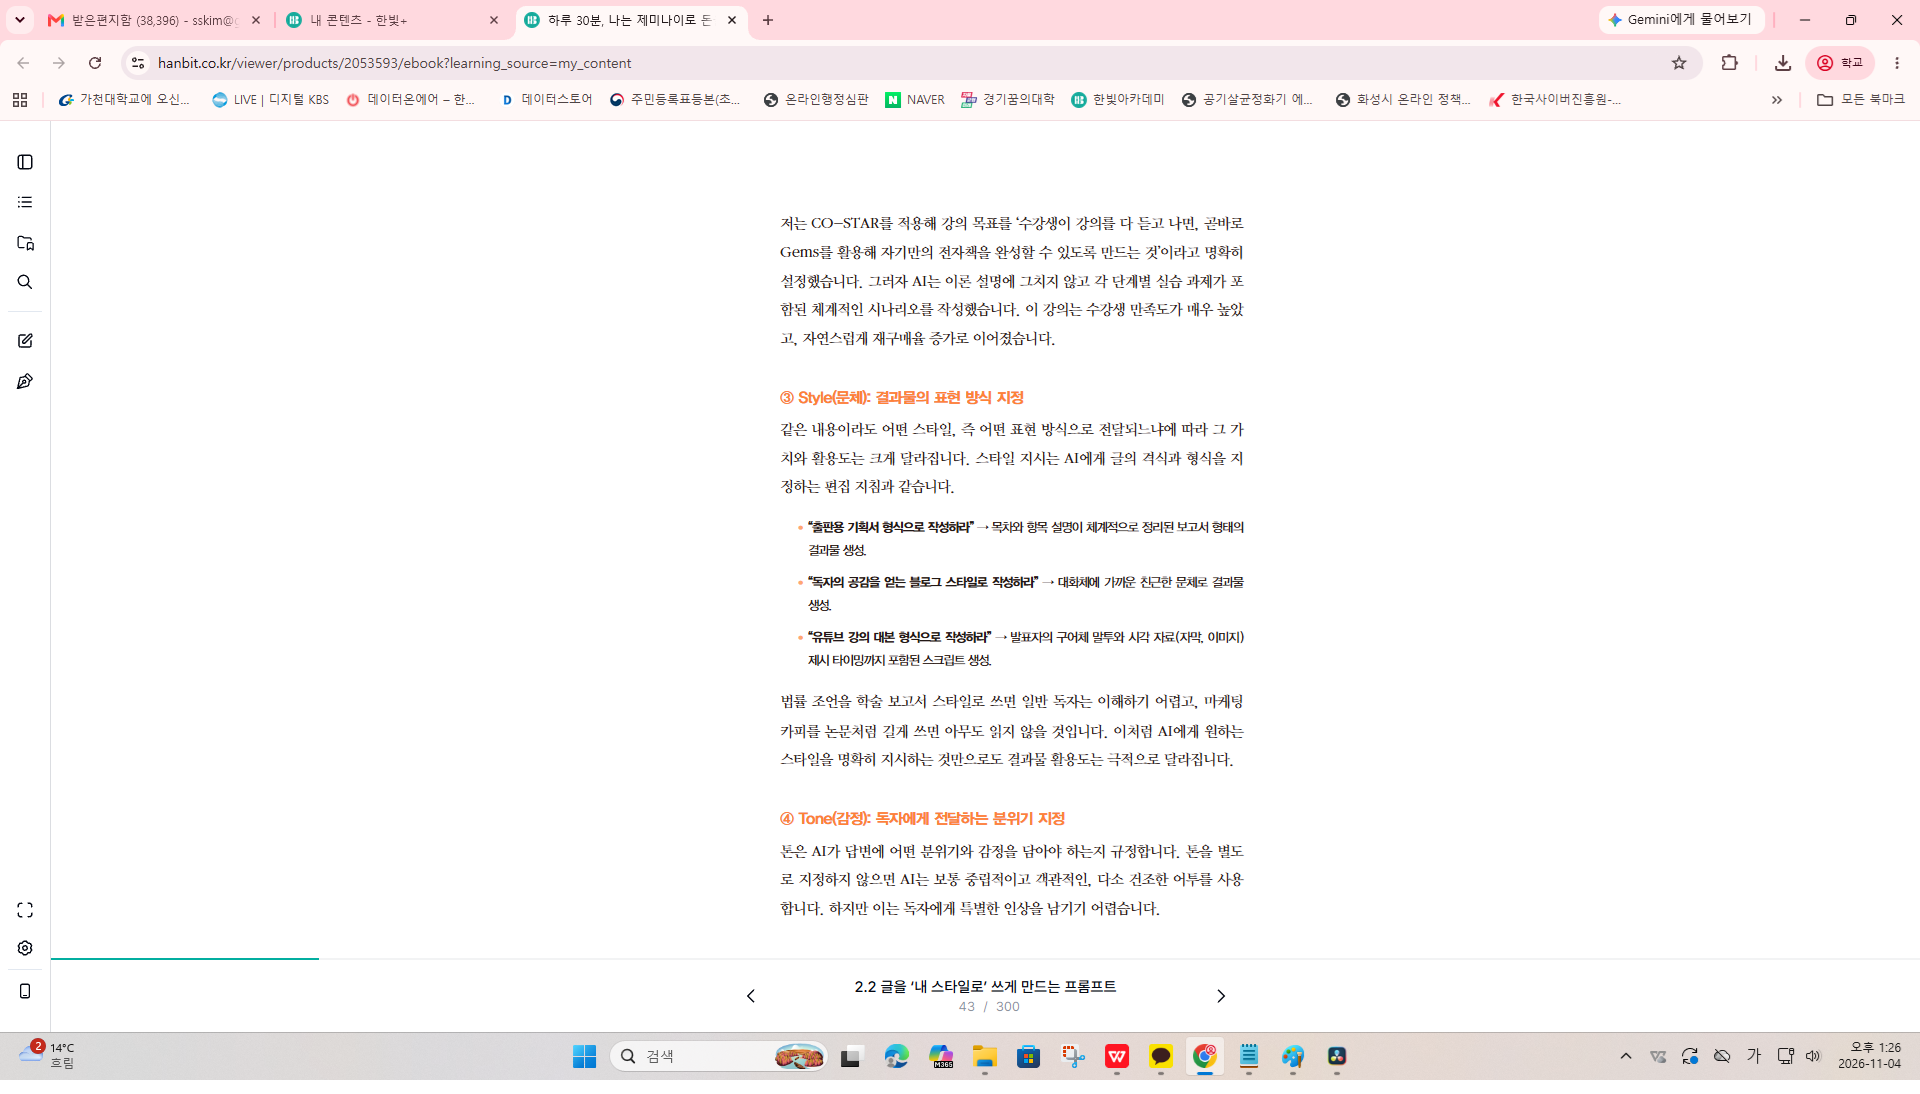 받은편지함 (38,396) - sskim@g
내 콘텐츠 - 한빛+
하루 30분, 나는 제미나이로 돈
Gemini에게 물어보기
hanbit.co.kr/viewer/products/2053593/ebook?learning_source=my_content
학교
가천대학교에 오신...
LIVE | 디지털 KBS
데이터온에어 – 한...
데이터스토어
주민등록표등본(초...
온라인행정심판
NAVER
경기꿈의대학
한빛아카데미
공기살균정화기 에...
화성시 온라인 정책...
한국사이버진흥원-...
모든 북마크
저는 CO-STAR를 적용해 강의 목표를 ‘수강생이 강의를 다 듣고 나면, 곧바로
Gems를 활용해 자기만의 전자책을 완성할 수 있도록 만드는 것’이라고 명확히
설정했습니다. 그러자 AI는 이론 설명에 그치지 않고 각 단계별 실습 과제가 포
함된 체계적인 시나리오를 작성했습니다. 이 강의는 수강생 만족도가 매우 높았
고, 자연스럽게 재구매율 증가로 이어졌습니다.
③ Style(문체): 결과물의 표현 방식 지정
같은 내용이라도 어떤 스타일, 즉 어떤 표현 방식으로 전달되느냐에 따라 그 가
치와 활용도는 크게 달라집니다. 스타일 지시는 AI에게 글의 격식과 형식을 지
정하는 편집 지침과 같습니다.
• “출판용 기획서 형식으로 작성하라” → 목차와 항목 설명이 체계적으로 정리된 보고서 형태의
결과물 생성.
• “독자의 공감을 얻는 블로그 스타일로 작성하라” → 대화체에 가까운 친근한 문체로 결과물
생성.
• “유튜브 강의 대본 형식으로 작성하라” → 발표자의 구어체 말투와 시각 자료(자막, 이미지)
제시 타이밍까지 포함된 스크립트 생성.
법률 조언을 학술 보고서 스타일로 쓰면 일반 독자는 이해하기 어렵고, 마케팅
카피를 논문처럼 길게 쓰면 아무도 읽지 않을 것입니다. 이처럼 AI에게 원하는
스타일을 명확히 지시하는 것만으로도 결과물 활용도는 극적으로 달라집니다.
④ Tone(감정): 독자에게 전달하는 분위기 지정
톤은 AI가 답변에 어떤 분위기와 감정을 담아야 하는지 규정합니다. 톤을 별도
로 지정하지 않으면 AI는 보통 중립적이고 객관적인, 다소 건조한 어투를 사용
합니다. 하지만 이는 독자에게 특별한 인상을 남기기 어렵습니다.
2.2 글을 ‘내 스타일로’ 쓰게 만드는 프롬프트
43 / 300
2
14°C
흐림
검색
M365
가
오후 1:26
2026-11-04